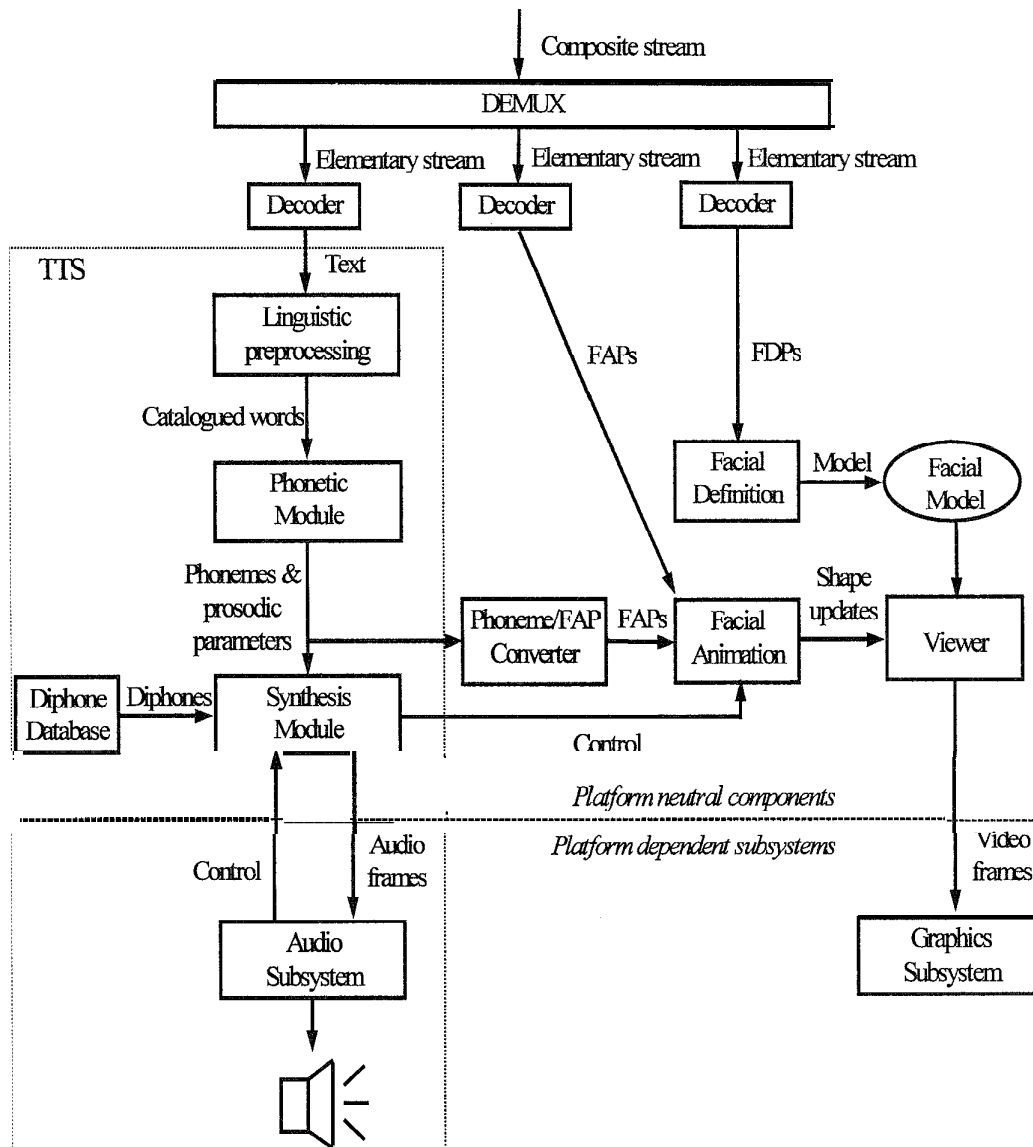 Composite stream
DEMUX
Elementary stream
Elementary stream
Elementary stream
Decoder
Decoder
Decoder
TTS
Text
Linguistic
preprocessing
FAPs
FDPs
Catalogued words
Phonetic
Module
Facial
Definition
Model
Facial
Model
Phonemes &
prosodic
parameters
Phoneme/FAP
Converter
FAPs
Facial
Animation
Shape
updates
Viewer
Diphone
Database
Diphones
Synthesis
Module
Control
Platform neutral components
Platform dependent subsystems
Control
Audio
frames
Video
frames
Audio
Subsystem
Graphics
Subsystem